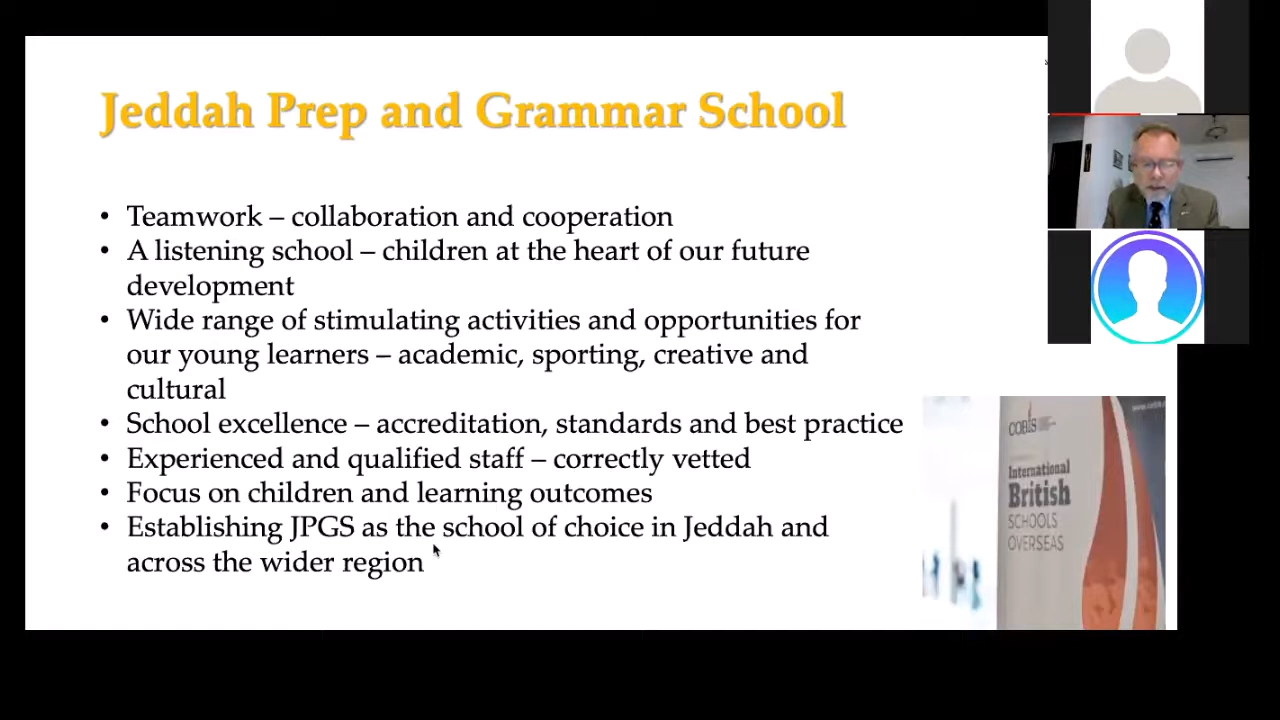 Jeddah Prep and Grammar School
• Teamwork – collaboration and cooperation
• A listening school – children at the heart of our future
development
• Wide range of stimulating activities and opportunities for
our young learners – academic, sporting, creative and
cultural
• School excellence – accreditation, standards and best practice
• Experienced and qualified staff – correctly vetted
• Focus on children and learning outcomes
• Establishing JPGS as the school of choice in Jeddah and
across the wider region
COBIS
International
British
SCHOOLS
OVERSEAS